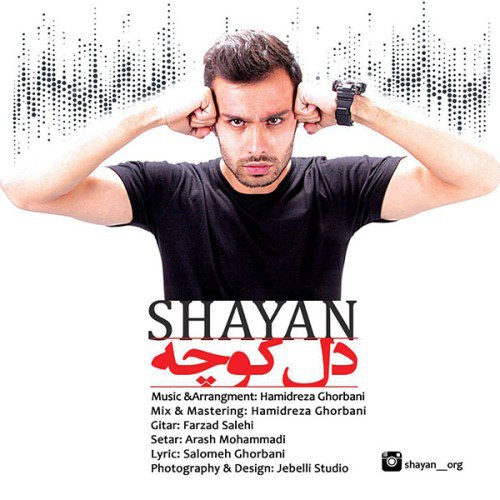 SHAYAN
دل کوچه
Music &Arrangment: Hamidreza Ghorbani
Mix & Mastering: Hamidreza Ghorbani
Gitar: Farzad Salehi
Setar: Arash Mohammadi
Lyric: Salomeh Ghorbani
Photography & Design: Jebelli Studio
shayan__org